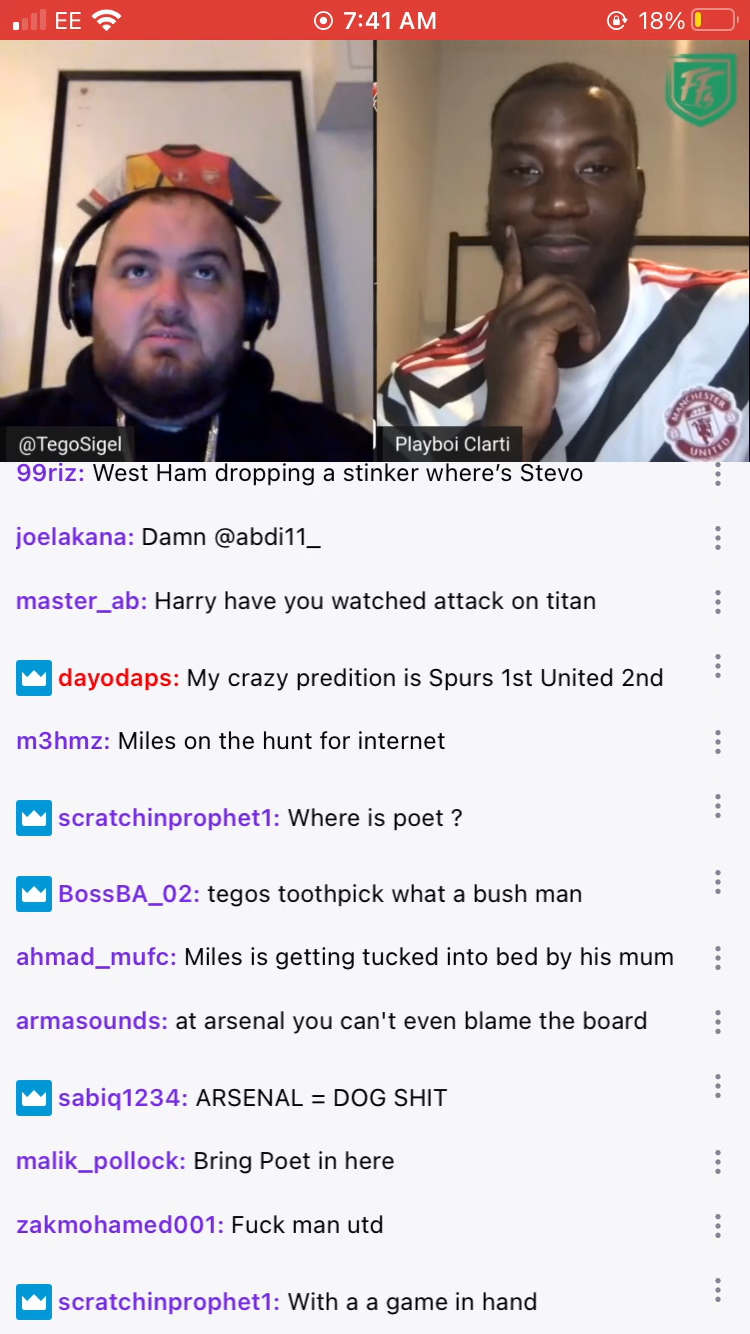 EE 7:41 AM 18%
FFs
@TegoSigel
Playboi Clarti
MANCHESTER
UNITED
99riz: West Ham dropping a stinker where’s Stevo
joelakana: Damn @abdi11_
master_ab: Harry have you watched attack on titan
dayodaps: My crazy predition is Spurs 1st United 2nd
m3hmz: Miles on the hunt for internet
scratchinprophet1: Where is poet ?
BossBA_02: tegos toothpick what a bush man
ahmad_mufc: Miles is getting tucked into bed by his mum
armasounds: at arsenal you can't even blame the board
sabiq1234: ARSENAL = DOG SHIT
malik_pollock: Bring Poet in here
zakmohamed001: Fuck man utd
scratchinprophet1: With a a game in hand